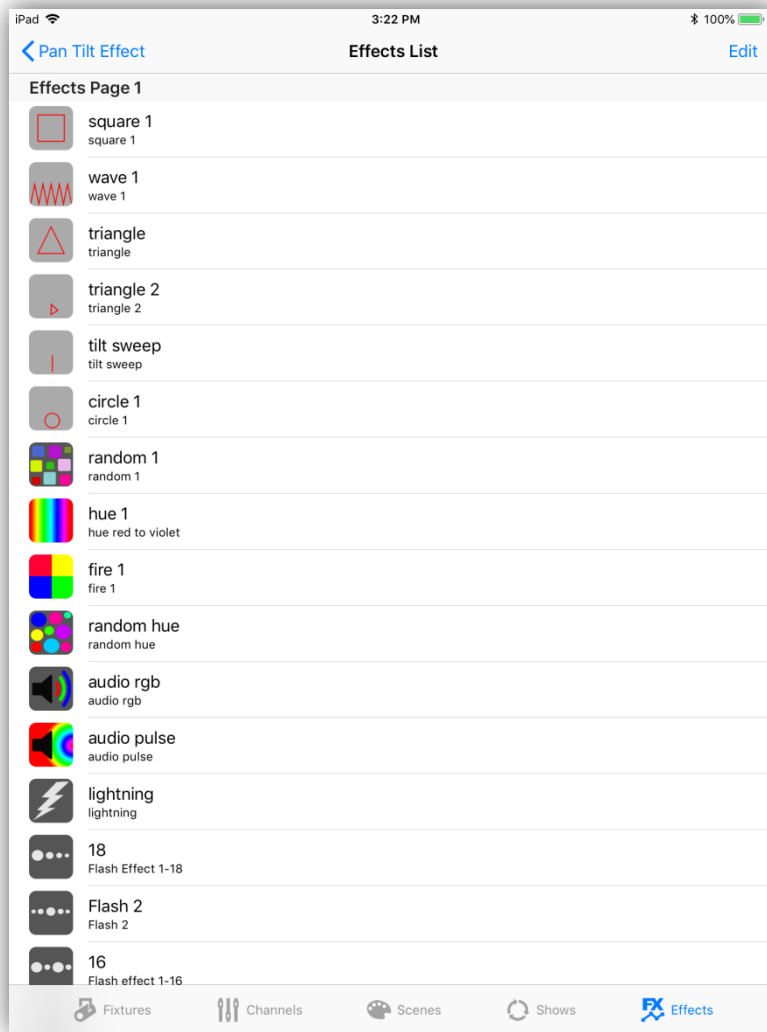 iPad 3:22 PM 100%
Pan Tilt Effect Effects List Edit
Effects Page 1
square 1
square 1
wave 1
wave 1
triangle
triangle
triangle 2
triangle 2
tilt sweep
tilt sweep
circle 1
circle 1
random 1
random 1
hue 1
hue red to violet
fire 1
fire 1
random hue
random hue
audio rgb
audio rgb
audio pulse
audio pulse
lightning
lightning
18
Flash Effect 1-18
Flash 2
Flash 2
16
Flash effect 1-16
Fixtures Channels Scenes Shows FX Effects